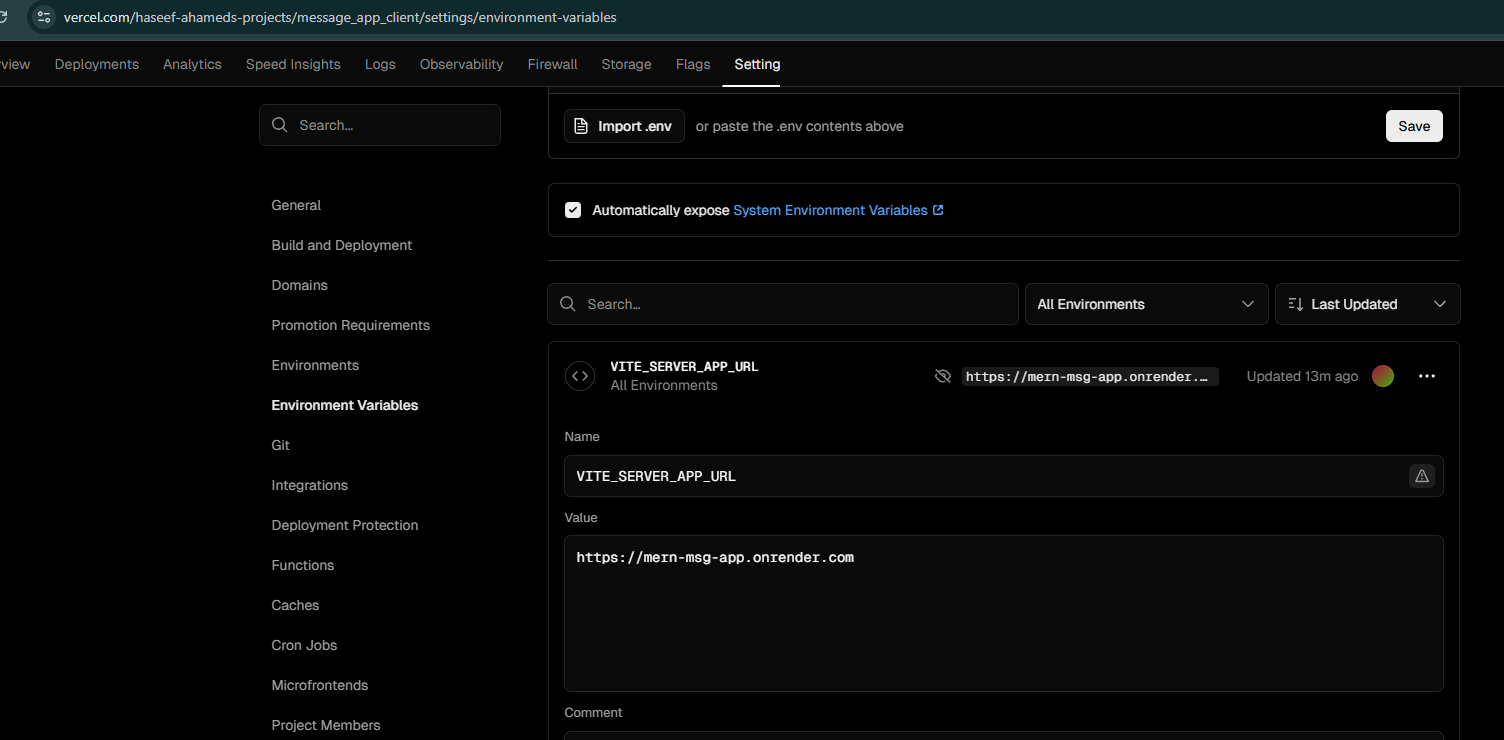 vercel.com/haseef-ahameds-projects/message_app_client/settings/environment-variables
view Deployments Analytics Speed Insights Logs Observability Firewall Storage Flags Setting
Search...
Import .env or paste the .env contents above Save
Automatically expose System Environment Variables
Search... All Environments Last Updated
General
Build and Deployment
Domains
Promotion Requirements
Environments
Environment Variables
Git
Integrations
Deployment Protection
Functions
Caches
Cron Jobs
Microfrontends
Project Members
VITE_SERVER_APP_URL https://mern-msg-app.onrender.… Updated 13m ago
All Environments
Name
VITE_SERVER_APP_URL
Value
https://mern-msg-app.onrender.com
Comment